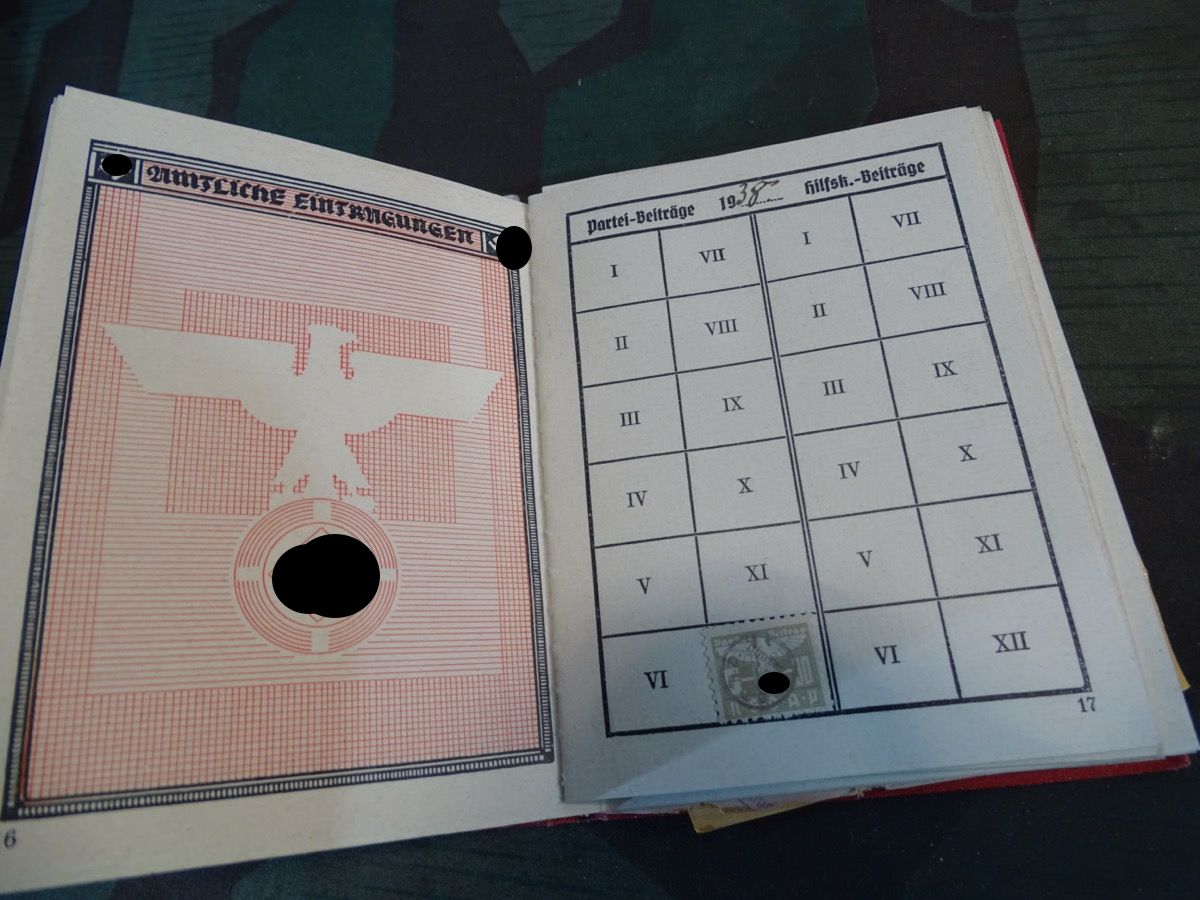 Amtliche Eintragungen
6
Partei-Beiträge 1938 Hilfsk.-Beiträge
I VII I VII
II VIII II VIII
III IX III IX
IV X IV X
V XI V XI
VI VI XII
17